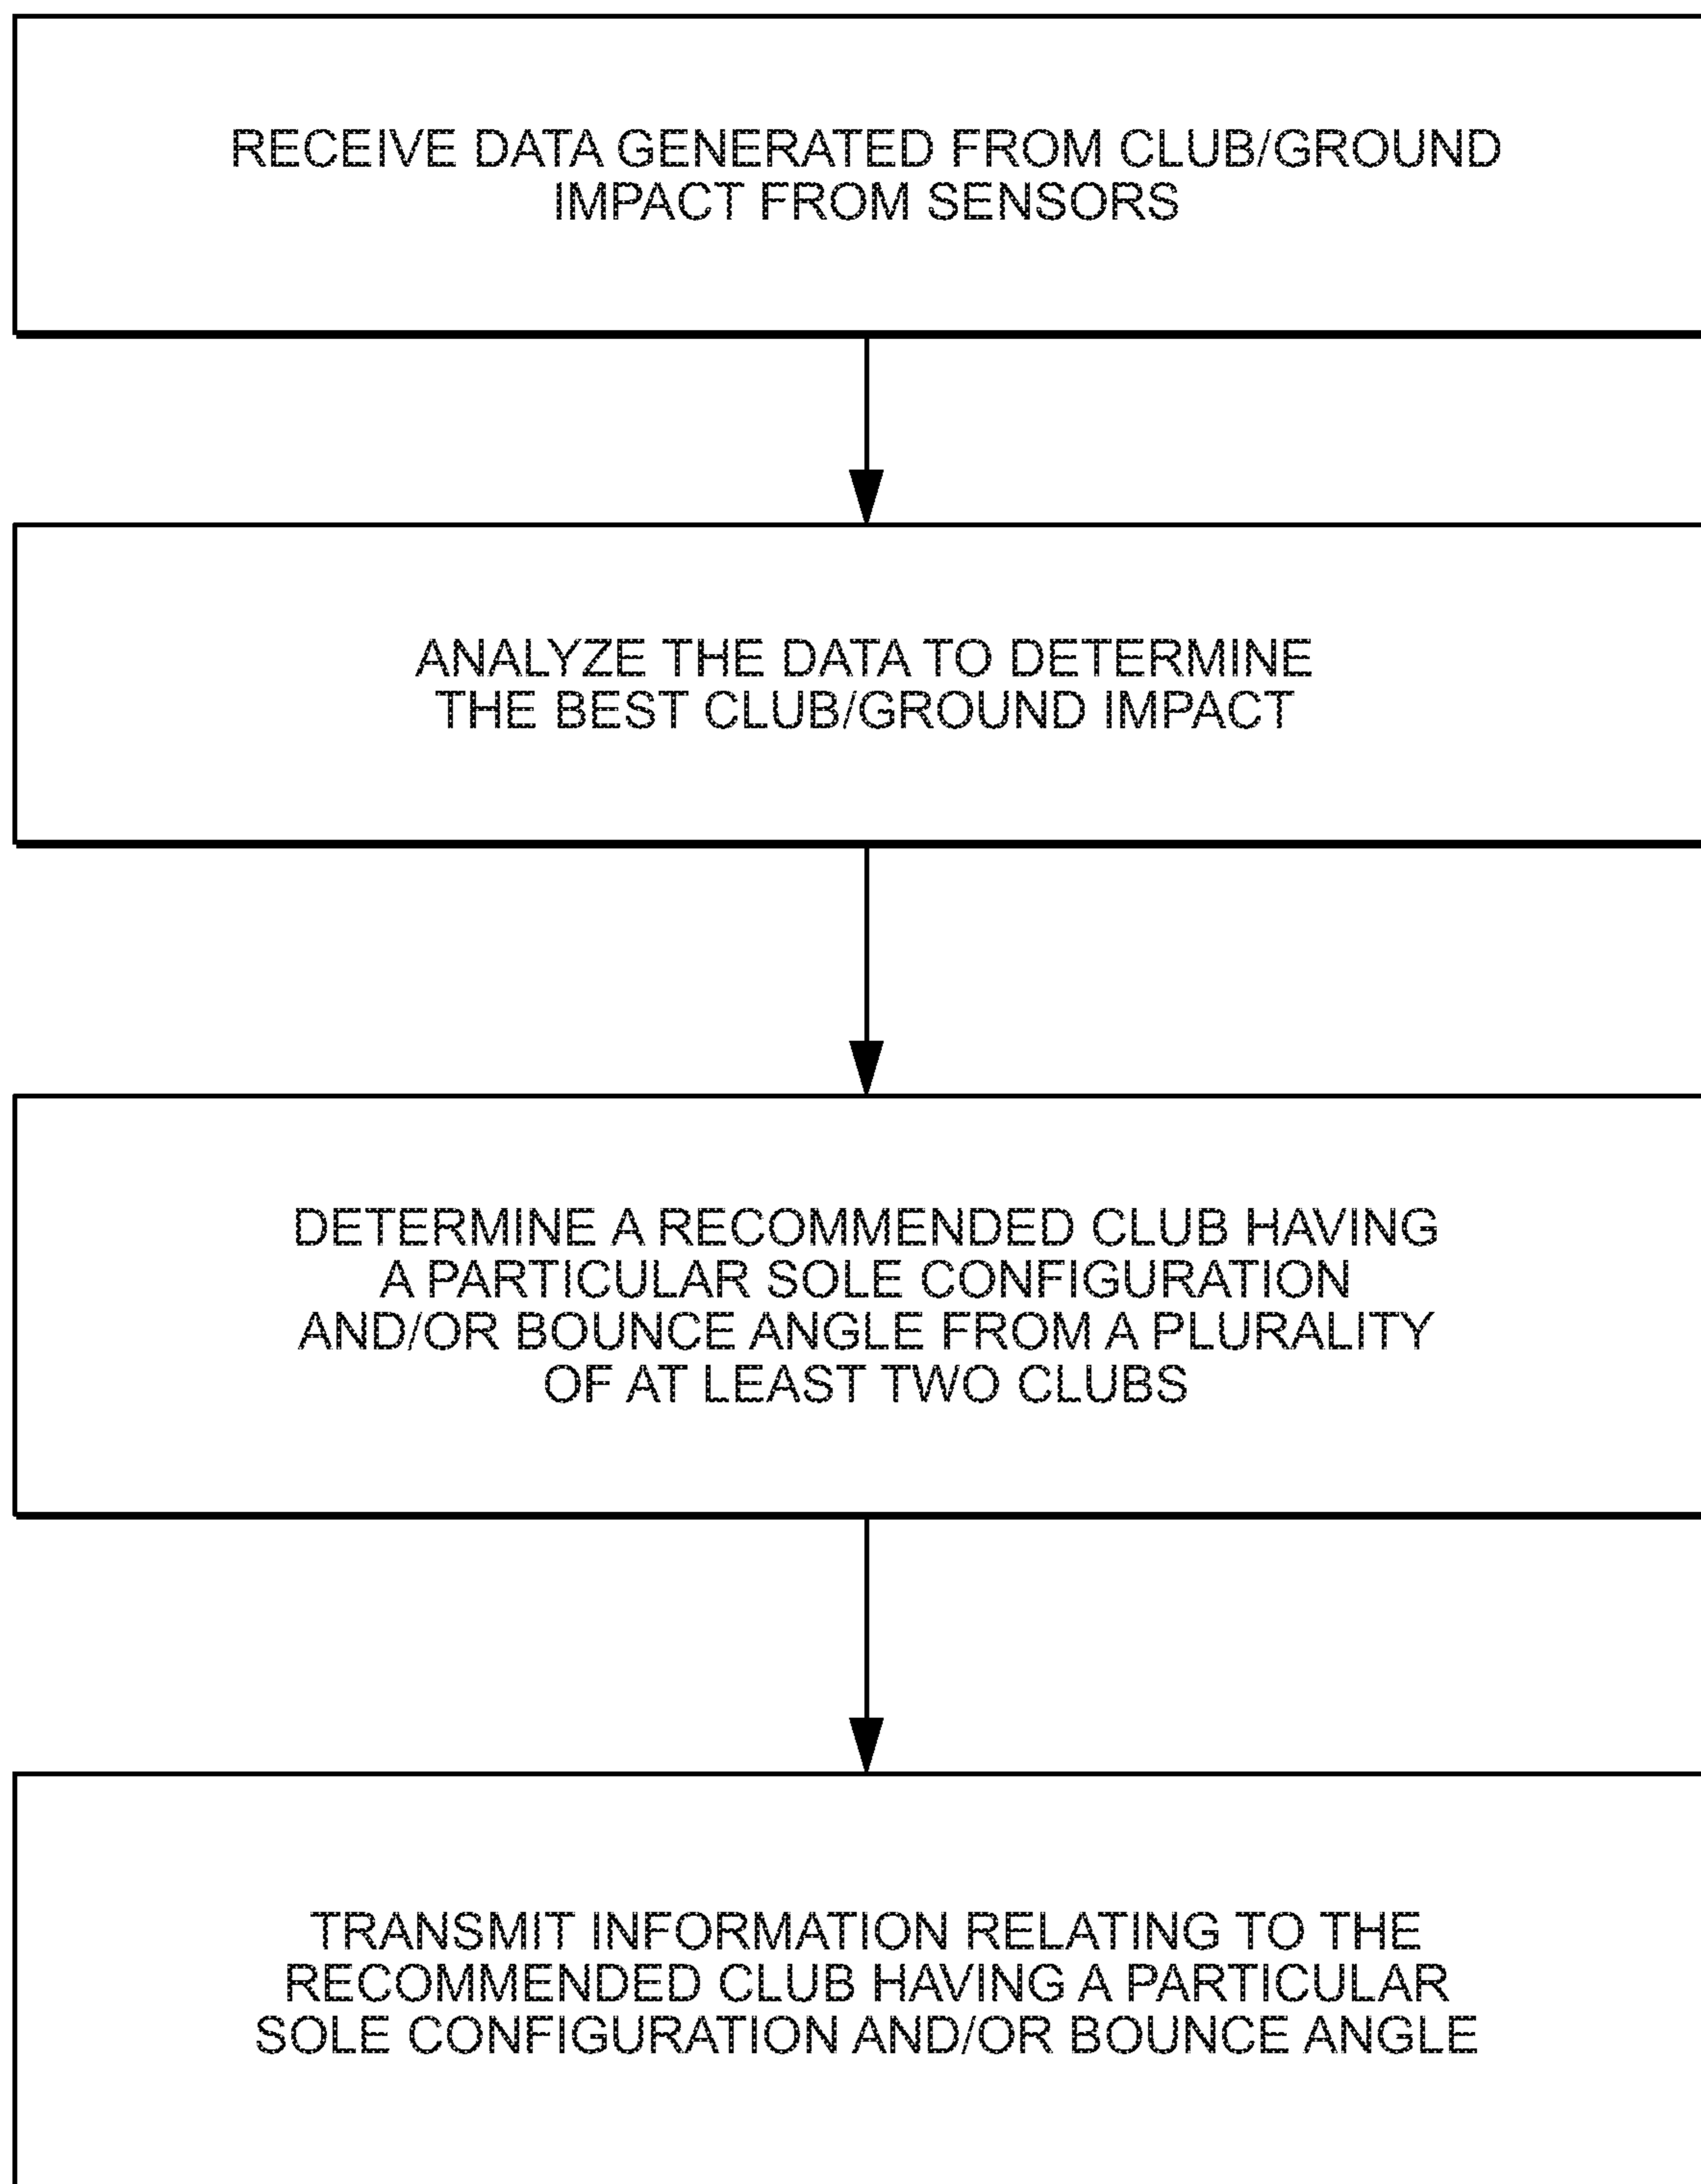 RECEIVE DATA GENERATED FROM CLUB/GROUND
IMPACT FROM SENSORS
ANALYZE THE DATA TO DETERMINE
THE BEST CLUB/GROUND IMPACT
DETERMINE A RECOMMENDED CLUB HAVING
A PARTICULAR SOLE CONFIGURATION
AND/OR BOUNCE ANGLE FROM A PLURALITY
OF AT LEAST TWO CLUBS
TRANSMIT INFORMATION RELATING TO THE
RECOMMENDED CLUB HAVING A PARTICULAR
SOLE CONFIGURATION AND/OR BOUNCE ANGLE